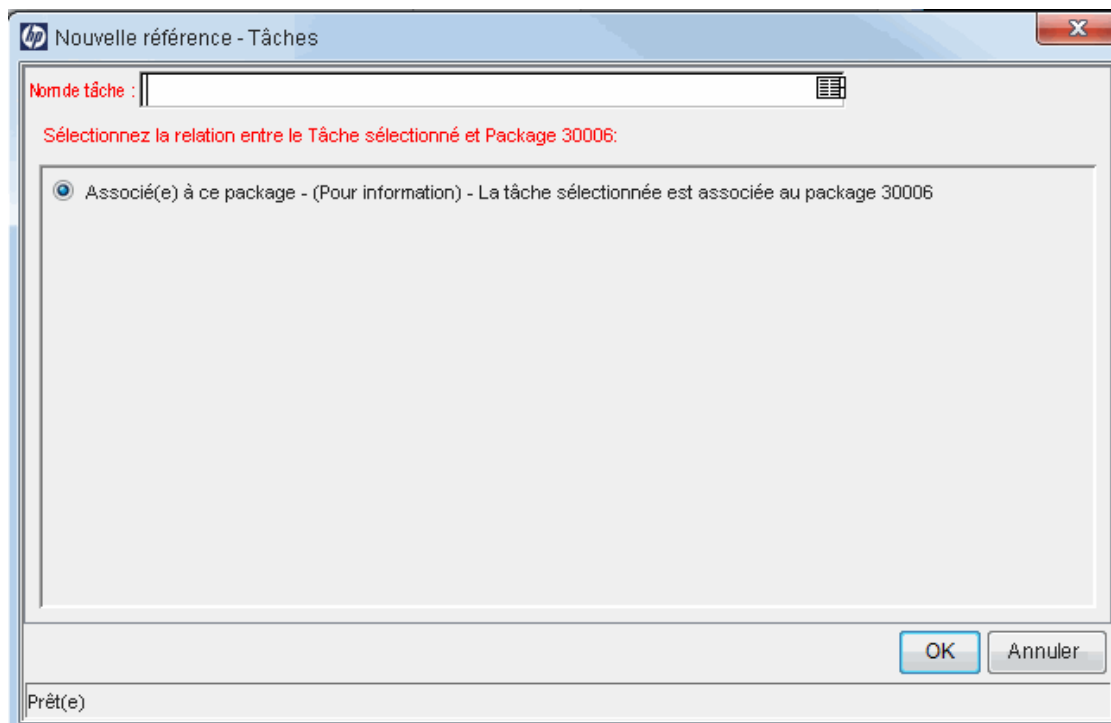 hp Nouvelle référence - Tâches
Nom de tâche :
Sélectionnez la relation entre le Tâche sélectionné et Package 30006:
Associé(e) à ce package - (Pour information) - La tâche sélectionnée est associée au package 30006
OK Annuler
Prêt(e)